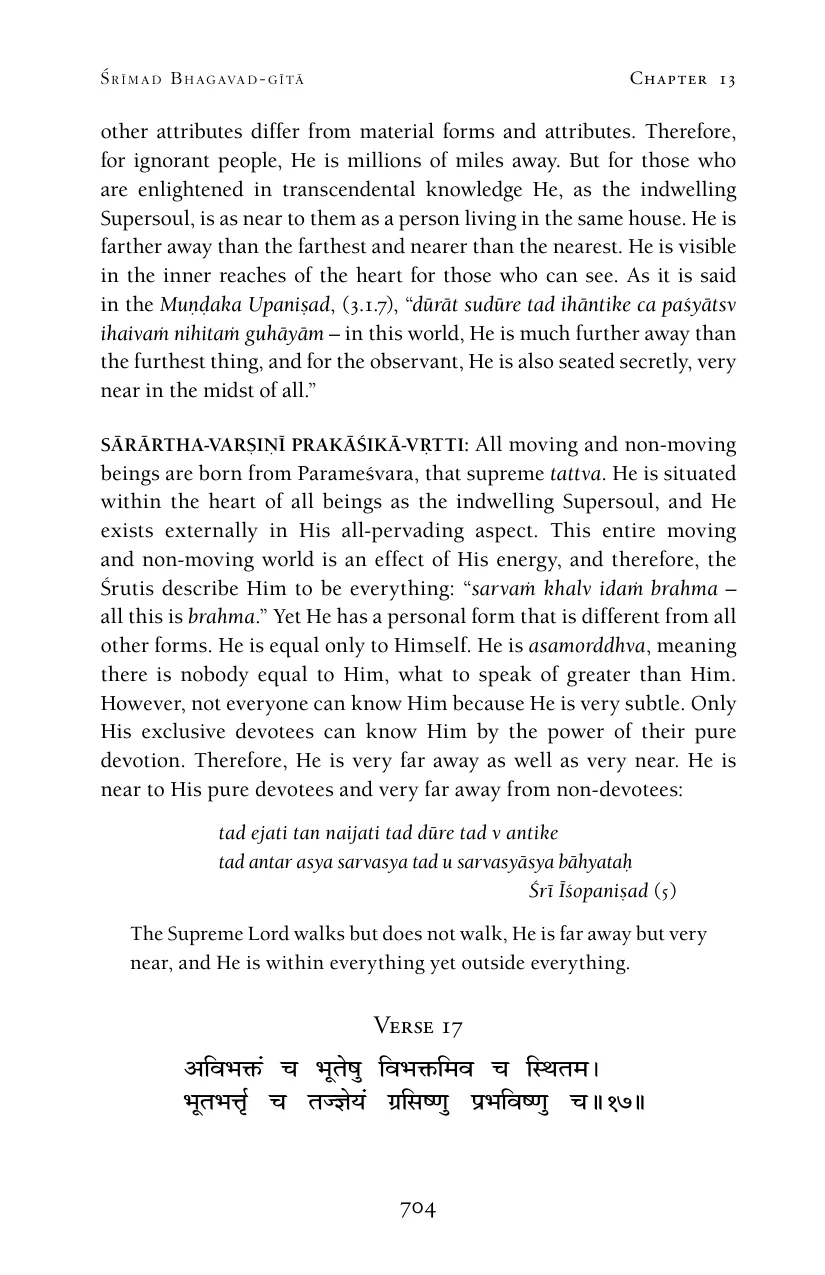 Śrīmad Bhagavad-gītā Chapter 13
other attributes differ from material forms and attributes. Therefore,
for ignorant people, He is millions of miles away. But for those who
are enlightened in transcendental knowledge He, as the indwelling
Supersoul, is as near to them as a person living in the same house. He is
farther away than the farthest and nearer than the nearest. He is visible
in the inner reaches of the heart for those who can see. As it is said
in the Muṇḍaka Upaniṣad, (3.1.7), “dūrāt sudūre tad ihāntike ca paśyātsv
ihaivaṁ nihitaṁ guhāyām – in this world, He is much further away than
the furthest thing, and for the observant, He is also seated secretly, very
near in the midst of all.”
SĀRĀRTHA-VARṢIṆĪ PRAKĀŚIKĀ-VṚTTI: All moving and non-moving
beings are born from Parameśvara, that supreme tattva. He is situated
within the heart of all beings as the indwelling Supersoul, and He
exists externally in His all-pervading aspect. This entire moving
and non-moving world is an effect of His energy, and therefore, the
Śrutis describe Him to be everything: “sarvaṁ khalv idaṁ brahma –
all this is brahma.” Yet He has a personal form that is different from all
other forms. He is equal only to Himself. He is asamorddhva, meaning
there is nobody equal to Him, what to speak of greater than Him.
However, not everyone can know Him because He is very subtle. Only
His exclusive devotees can know Him by the power of their pure
devotion. Therefore, He is very far away as well as very near. He is
near to His pure devotees and very far away from non-devotees:
tad ejati tan naijati tad dūre tad v antike
tad antar asya sarvasya tad u sarvasyāsya bāhyataḥ
Śrī Īśopaniṣad (5)
The Supreme Lord walks but does not walk, He is far away but very
near, and He is within everything yet outside everything.
Verse 17
अविभक्तं च भूतेषु विभक्तमिव च स्थितम।
भूतभर्त्तृ च तज्ज्ञेयं ग्रसिष्णु प्रभविष्णु च॥१७॥
704